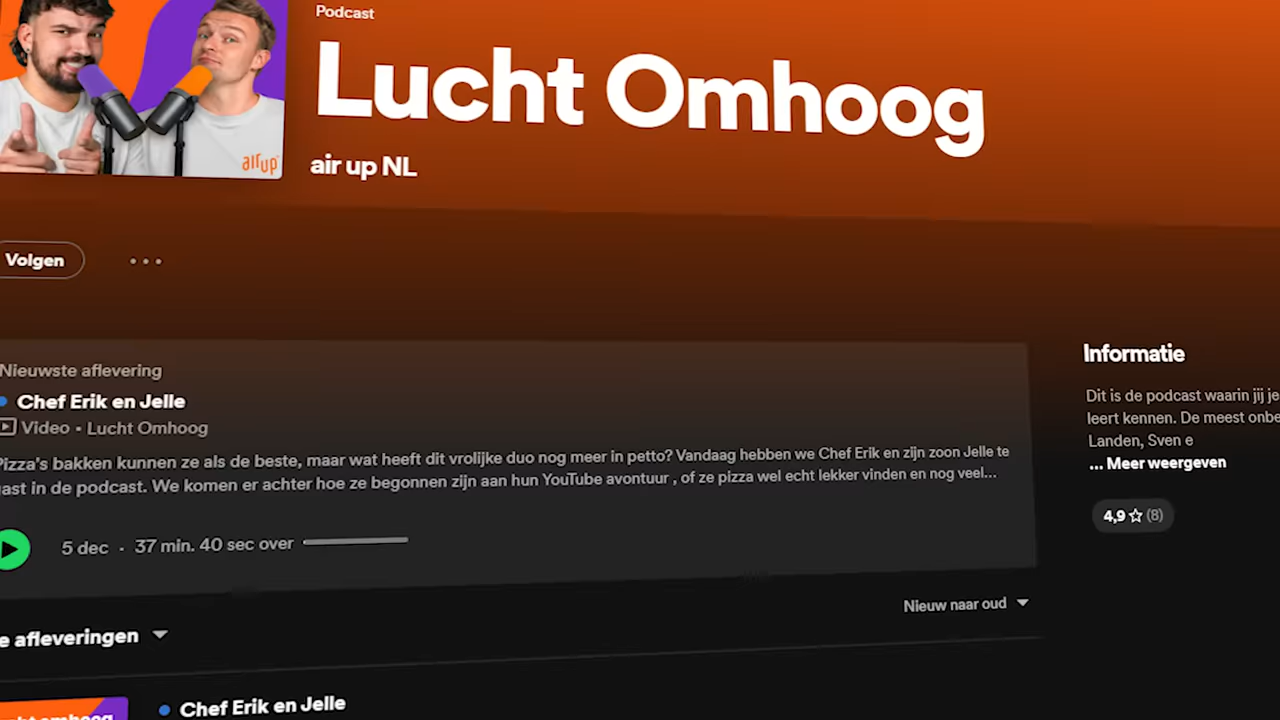 Podcast
Lucht Omhoog
air up NL
air up
Volgen
Nieuwste aflevering
Chef Erik en Jelle
Video • Lucht Omhoog
Pizza's bakken kunnen ze als de beste, maar wat heeft dit vrolijke duo nog meer in petto? Vandaag hebben we Chef Erik en zijn zoon Jelle te
gast in de podcast. We komen er achter hoe ze begonnen zijn aan hun YouTube avontuur , of ze pizza wel echt lekker vinden en nog veel...
5 dec · 37 min. 40 sec over
Informatie
Dit is de podcast waarin jij je
leert kennen. De meest onbe
Landen, Sven e
... Meer weergeven
4,9 ☆ (8)
Nieuw naar oud
e afleveringen
Chef Erik en Jelle
cht omhoog